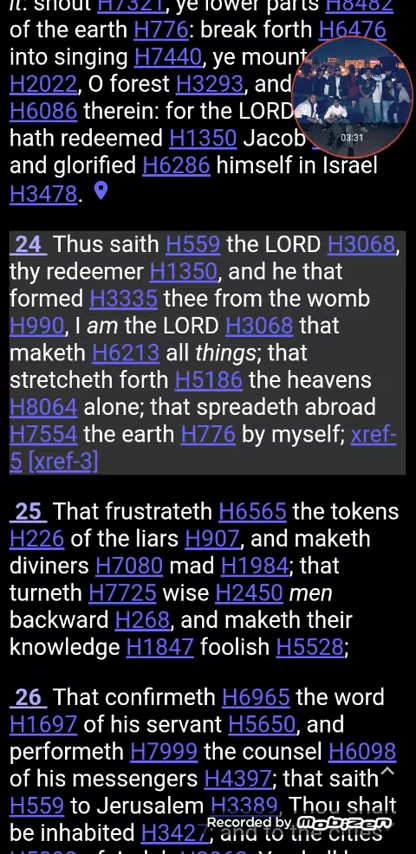 it: shout H7321, ye lower parts H8482
of the earth H776: break forth H6476
into singing H7440, ye mount
H2022, O forest H3293, and
H6086 therein: for the LORD
hath redeemed H1350 Jacob
and glorified H6286 himself in Israel
H3478.
03:31
24 Thus saith H559 the LORD H3068,
thy redeemer H1350, and he that
formed H3335 thee from the womb
H990, I am the LORD H3068 that
maketh H6213 all things; that
stretcheth forth H5186 the heavens
H8064 alone; that spreadeth abroad
H7554 the earth H776 by myself; xref-
5 [xref-3]
25 That frustrateth H6565 the tokens
H226 of the liars H907, and maketh
diviners H7080 mad H1984; that
turneth H7725 wise H2450 men
backward H268, and maketh their
knowledge H1847 foolish H5528;
26 That confirmeth H6965 the word
H1697 of his servant H5650, and
performeth H7999 the counsel H6098
of his messengers H4397; that saith
H559 to Jerusalem H3389, Thou shalt
be inhabited H3427; and to the cities
Recorded by MOBIZEN